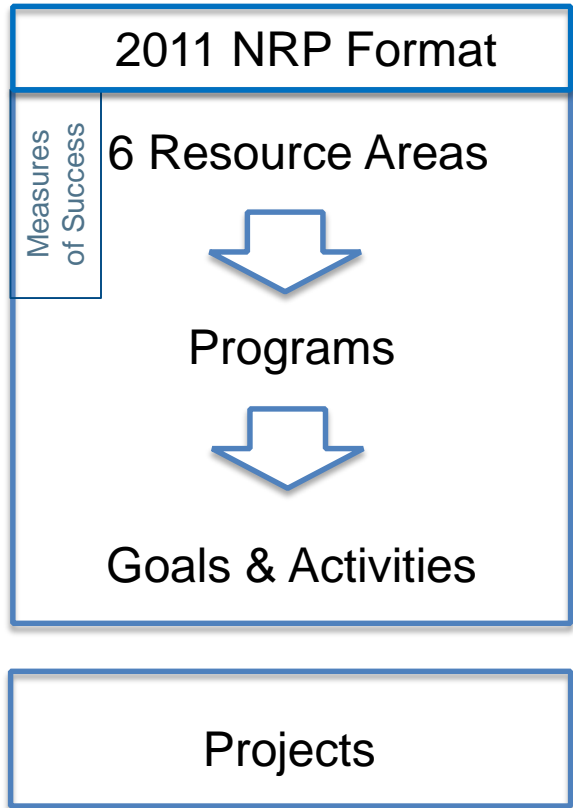 2011 NRP Format
Measures
of Success
6 Resource Areas
Programs
Goals & Activities
Projects